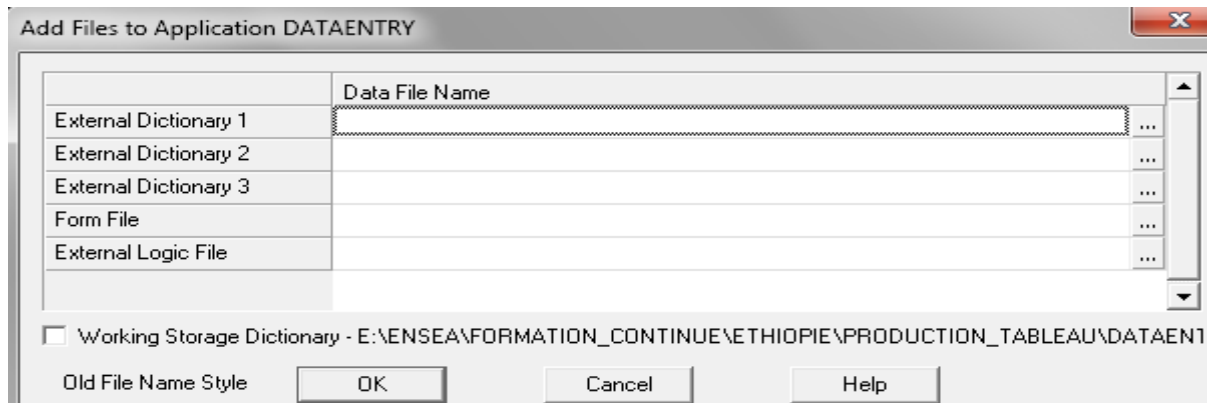 Add Files to Application DATAENTRY
Data File Name
External Dictionary 1
...
External Dictionary 2
...
External Dictionary 3
...
Form File
...
External Logic File
...
Working Storage Dictionary - E:\ENSEA\FORMATION_CONTINUE\ETHIOPIE\PRODUCTION_TABLEAU\DATAENT
Old File Name Style OK Cancel Help